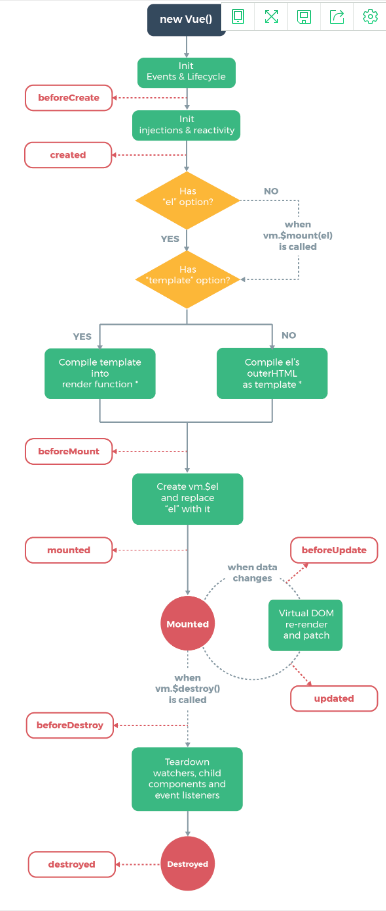 new Vue()
Init
Events & Lifecycle
beforeCreate
Init
injections & reactivity
created
Has
"el" option?
NO
when
vm.$mount(el)
is called
YES
Has
"template" option?
YES
NO
Compile template
into
render function *
Compile el's
outerHTML
as template *
beforeMount
Create vm.$el
and replace
"el" with it
mounted
beforeUpdate
when data
changes
Mounted
Virtual DOM
re-render
and patch
when
vm.$destroy()
is called
updated
beforeDestroy
Teardown
watchers, child
components and
event listeners
destroyed
Destroyed